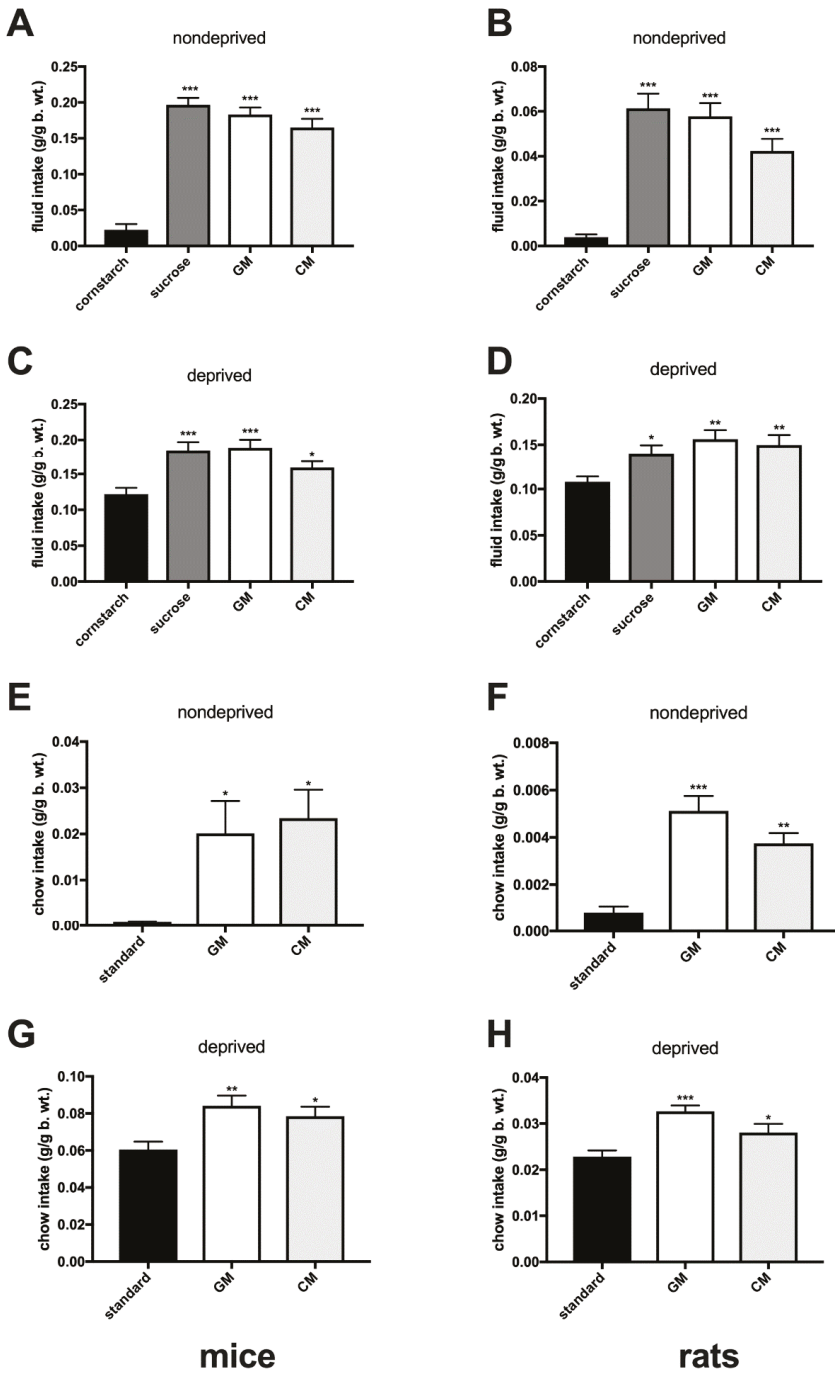 A
nondeprived
fluid intake (g/g b. wt.)
0.25
0.20
0.15
0.10
0.05
0.00
***
***
***
cornstarch
sucrose
GM
CM
B
nondeprived
fluid intake (g/g b. wt.)
0.08
0.06
0.04
0.02
0.00
***
***
***
cornstarch
sucrose
GM
CM
C
deprived
fluid intake (g/g b. wt.)
0.25
0.20
0.15
0.10
0.05
0.00
***
***
*
cornstarch
sucrose
GM
CM
D
deprived
fluid intake (g/g b. wt.)
0.20
0.15
0.10
0.05
0.00
*
**
**
cornstarch
sucrose
GM
CM
E
nondeprived
chow intake (g/g b. wt.)
0.04
0.03
0.02
0.01
0.00
*
*
standard
GM
CM
F
nondeprived
chow intake (g/g b. wt.)
0.008
0.006
0.004
0.002
0.000
***
**
standard
GM
CM
G
deprived
chow intake (g/g b. wt.)
0.10
0.08
0.06
0.04
0.02
0.00
**
*
standard
GM
CM
H
deprived
chow intake (g/g b. wt.)
0.04
0.03
0.02
0.01
0.00
***
*
standard
GM
CM
mice
rats